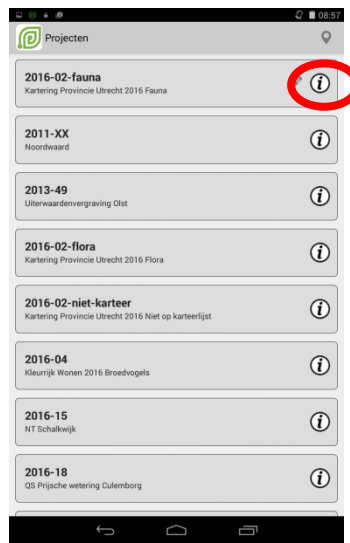 08:57
Projecten
2016-02-fauna
Kartering Provincie Utrecht 2016 Fauna
i
2011-XX
Noordwaard
i
2013-49
Uiterwaardenvergraving Olst
i
2016-02-flora
Kartering Provincie Utrecht 2016 Flora
i
2016-02-niet-karteer
Kartering Provincie Utrecht 2016 Niet op karteerlijst
i
2016-04
Kleurrijk Wonen 2016 Broedvogels
i
2016-15
NT Schalkwijk
i
2016-18
QS Prijsche wetering Culemborg
i